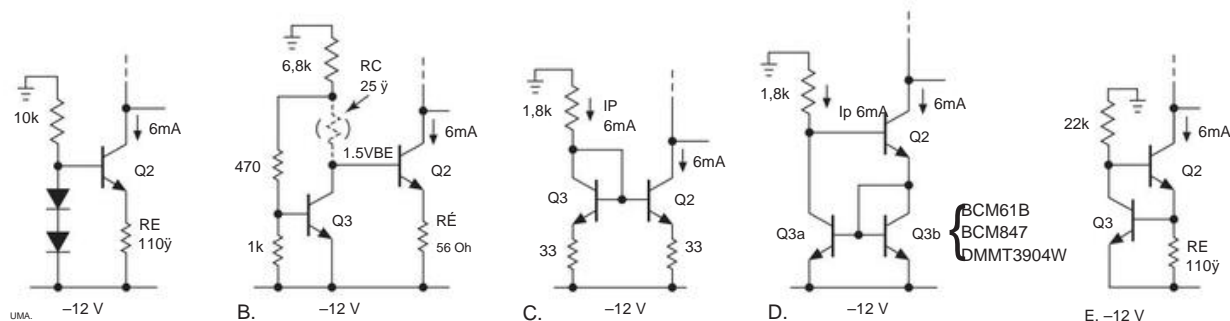 10k
6mA
Q2
RE
110ÿ
UMA.
–12 V
6,8k
RC
25 ÿ
470
1.5VBE
6mA
Q2
Q3
1k
RÉ
56 Oh
B.
–12 V
1,8k
IP
6mA
6mA
Q3
Q2
33
33
C.
–12 V
1,8k
Ip 6mA
6mA
Q2
Q3a
Q3b
BCM61B
BCM847
DMMT3904W
D.
–12 V
22k
6mA
Q2
Q3
RE
110ÿ
E. –12 V